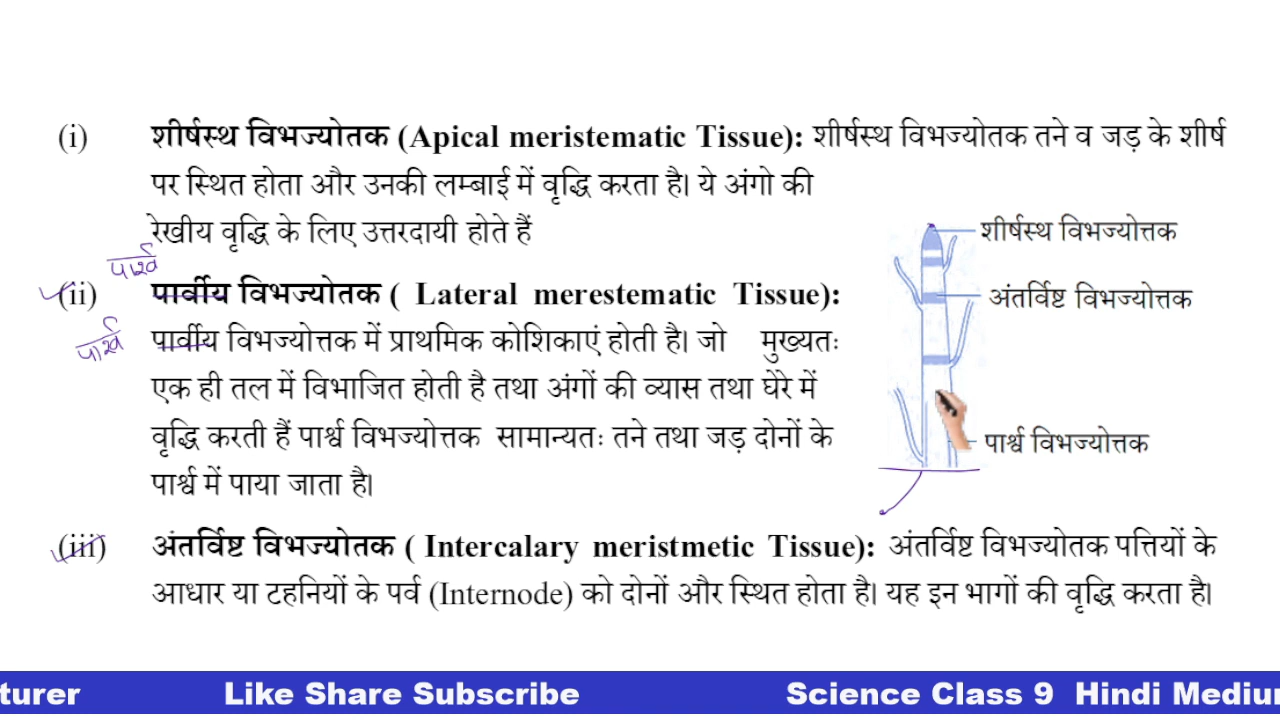 (i) शीर्षस्थ विभज्योतक (Apical meristematic Tissue): शीर्षस्थ विभज्योतक तने व जड़ के शीर्ष
पर स्थित होता और उनकी लम्बाई में वृद्धि करता है। ये अंगो की
रेखीय वृद्धि के लिए उत्तरदायी होते हैं
पार्श्व
(ii) पार्वीय विभज्योतक ( Lateral merestematic Tissue):
पार्श्व
पार्वीय विभज्योत्तक में प्राथमिक कोशिकाएं होती है। जो मुख्यतः
एक ही तल में विभाजित होती है तथा अंगों की व्यास तथा घेरे में
वृद्धि करती हैं पार्श्व विभज्योत्तक सामान्यतः तने तथा जड़ दोनों के
पार्श्व में पाया जाता है।
शीर्षस्थ विभज्योत्तक
अंतर्विष्ट विभज्योत्तक
पार्श्व विभज्योत्तक
(iii) अंतर्विष्ट विभज्योतक ( Intercalary meristmetic Tissue): अंतर्विष्ट विभज्योतक पत्तियों के
आधार या टहनियों के पर्व (Internode) को दोनों और स्थित होता है। यह इन भागों की वृद्धि करता है।
turer Like Share Subscribe Science Class 9 Hindi Mediu